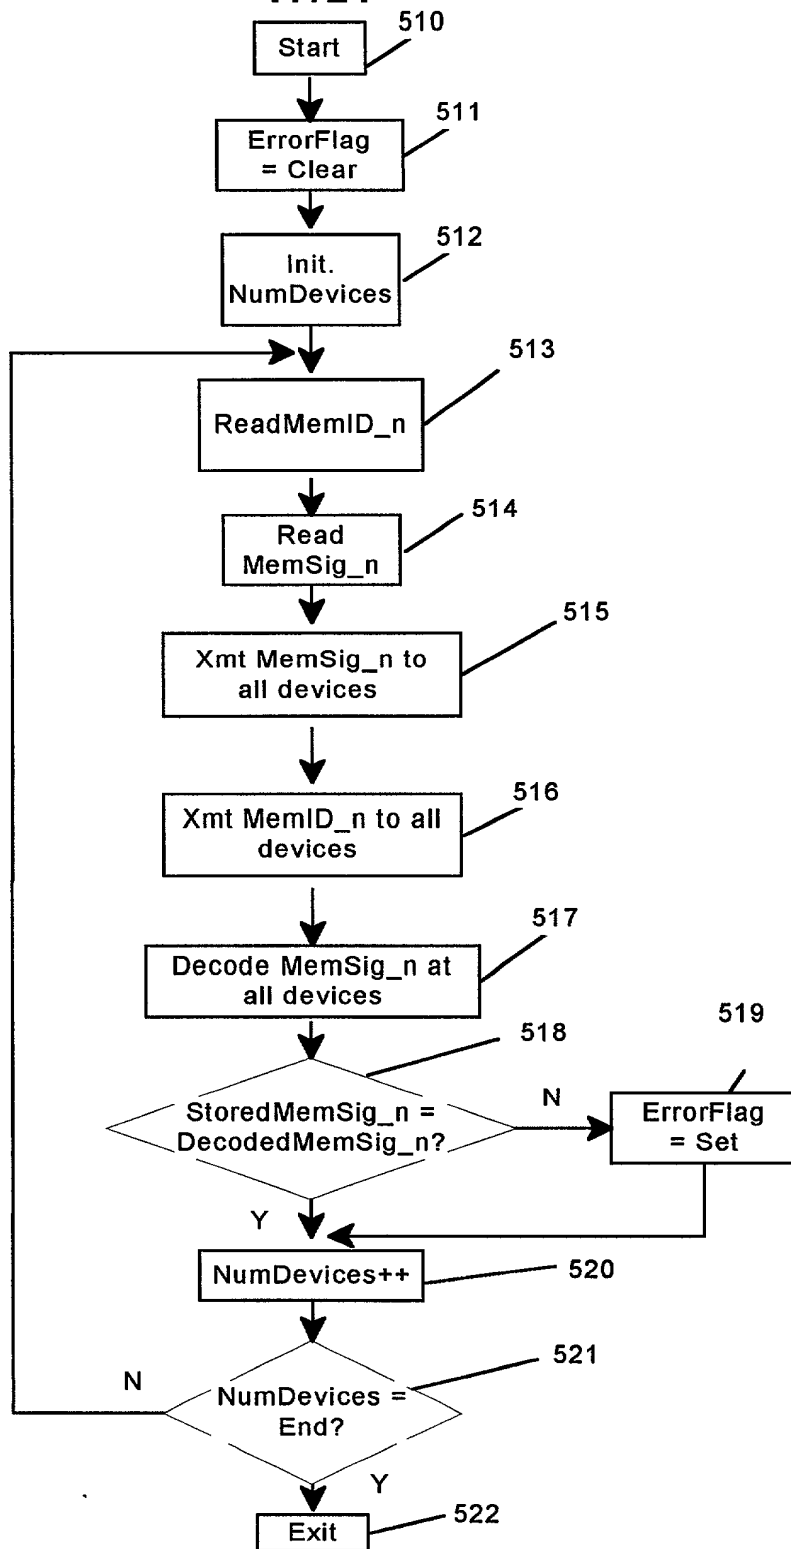 510
Start
511
ErrorFlag
= Clear
512
Init.
NumDevices
513
ReadMemID_n
514
Read
MemSig_n
515
Xmt MemSig_n to
all devices
516
Xmt MemID_n to all
devices
517
Decode MemSig_n at
all devices
518
519
StoredMemSig_n =
DecodedMemSig_n?
N
ErrorFlag
= Set
Y
NumDevices++
520
521
N
NumDevices =
End?
Y
Exit
522